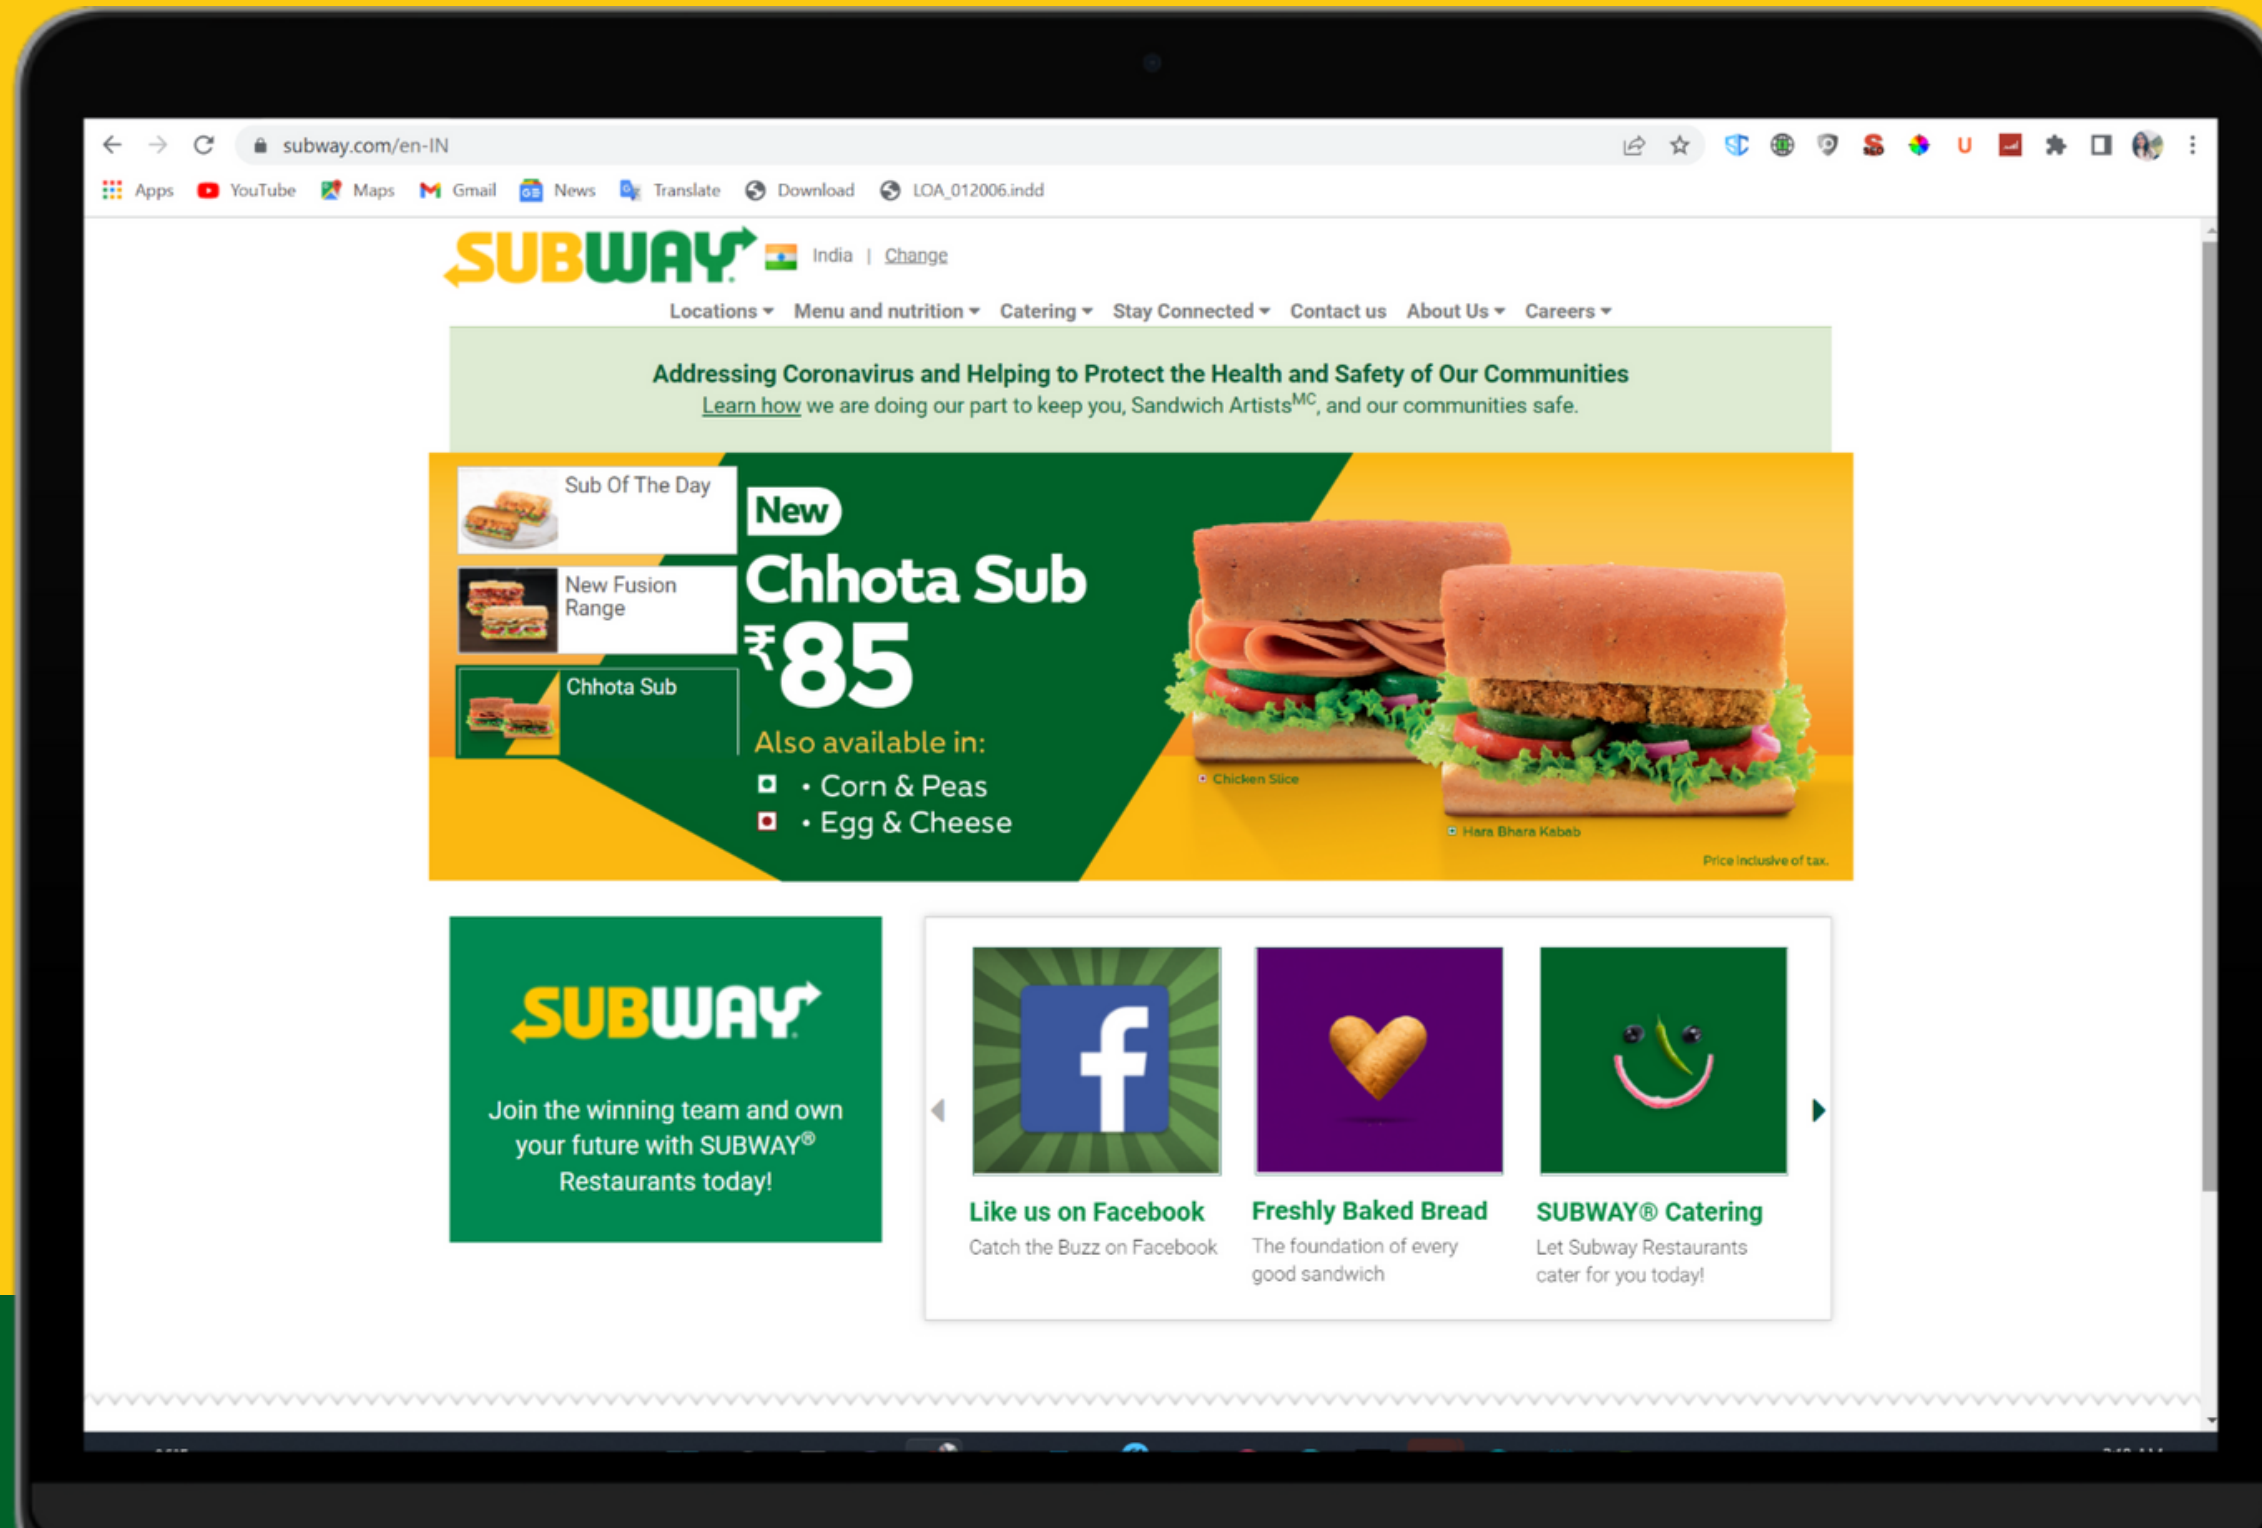 subway.com/en-IN
Apps YouTube Maps Gmail News Translate Download LOA_012006.indd
SUBWAY India | Change
Locations Menu and nutrition Catering Stay Connected Contact us About Us Careers
Addressing Coronavirus and Helping to Protect the Health and Safety of Our Communities
Learn how we are doing our part to keep you, Sandwich Artistsᴹᶜ, and our communities safe.
Sub Of The Day
New Fusion
Range
Chhota Sub
New
Chhota Sub
₹85
Also available in:
• Corn & Peas
• Egg & Cheese
Chicken Slice
Hara Bhara Kabab
Price inclusive of tax.
SUBWAY
Join the winning team and own
your future with SUBWAY®
Restaurants today!
Like us on Facebook
Catch the Buzz on Facebook
Freshly Baked Bread
The foundation of every
good sandwich
SUBWAY® Catering
Let Subway Restaurants
cater for you today!